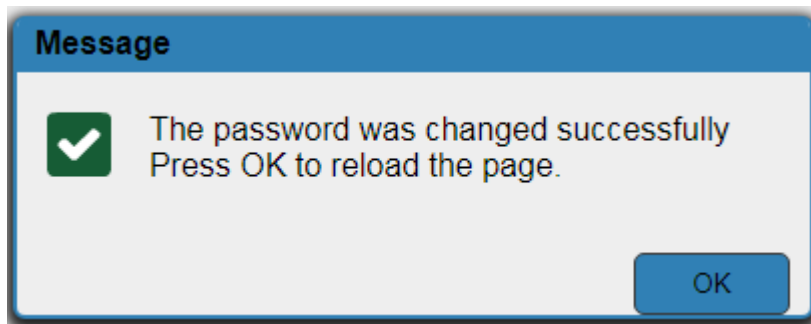 Message
The password was changed successfully
Press OK to reload the page.
OK